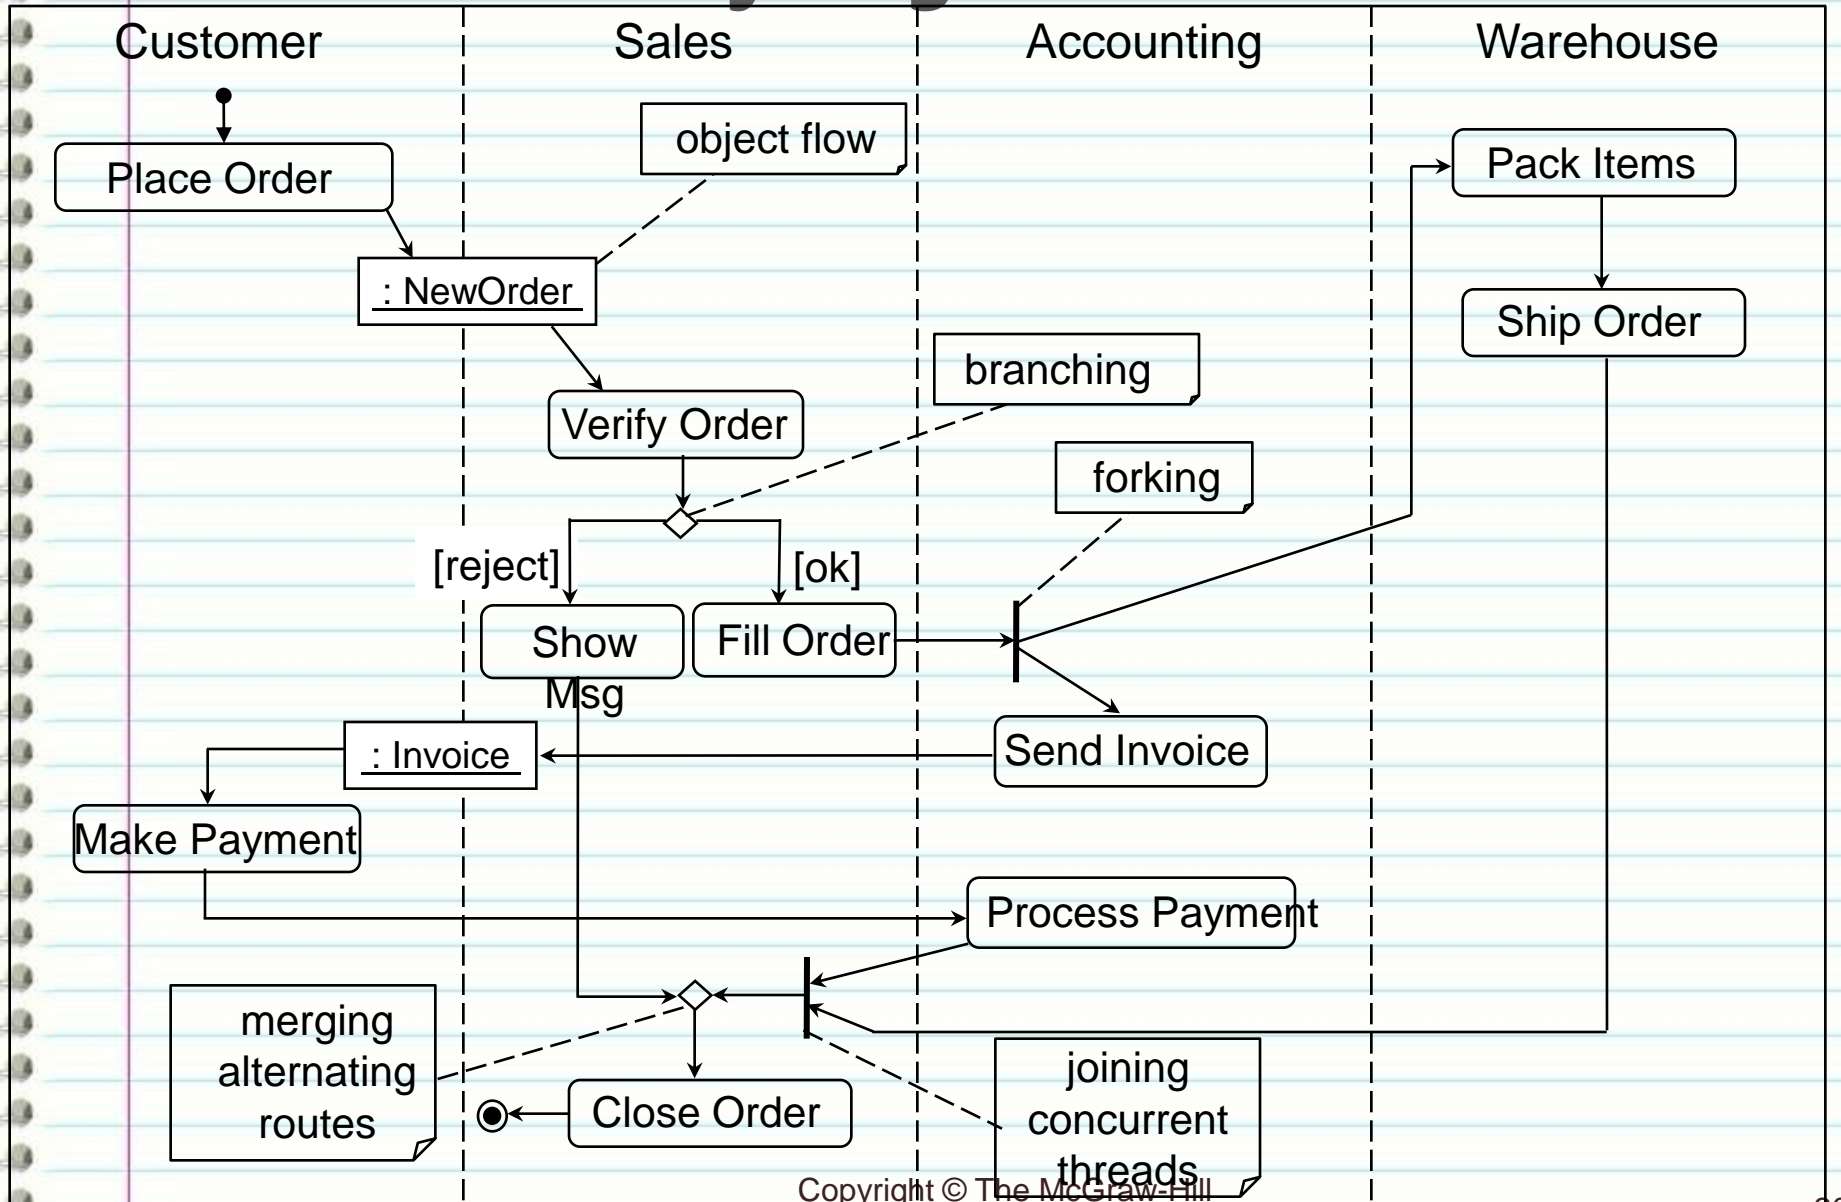 Customer
Sales
Accounting
Warehouse
object flow
Place Order
Pack Items
: NewOrder
Ship Order
branching
Verify Order
forking
[reject]
[ok]
Show
Msg
Fill Order
: Invoice
Send Invoice
Make Payment
Process Payment
merging
alternating
routes
joining
concurrent
threads
Close Order
Copyright © The McGraw-Hill